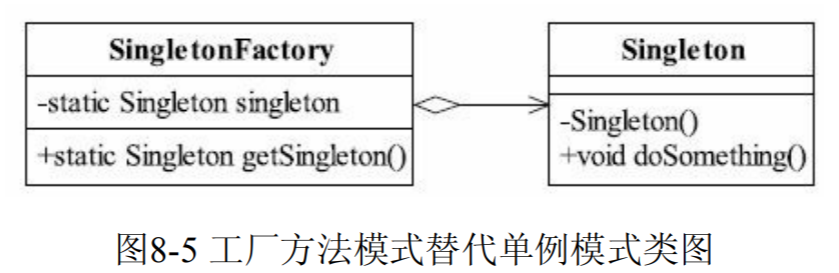 SingletonFactory
-static Singleton singleton
+static Singleton getSingleton()
Singleton
-Singleton()
+void doSomething()
图8-5 工厂方法模式替代单例模式类图